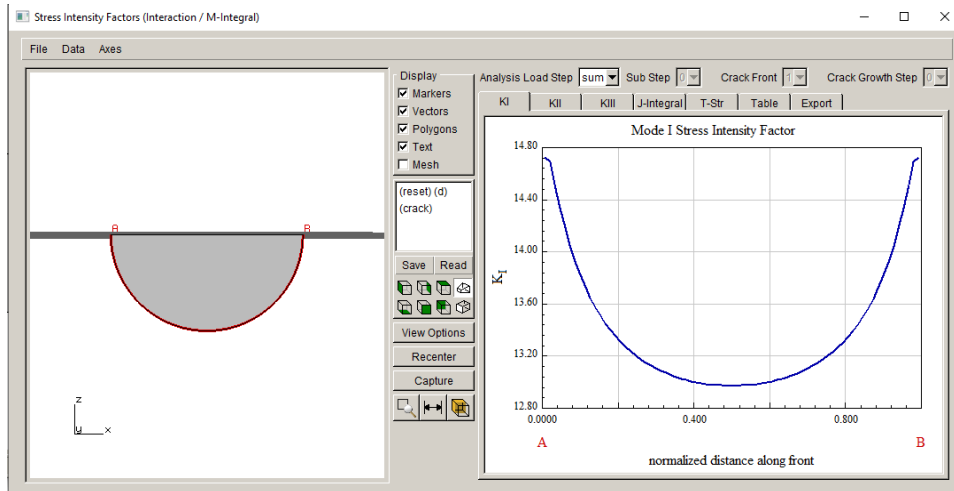 Stress Intensity Factors (Interaction / M-Integral)
File Data Axes
A B
z
y x
Display
Markers
Vectors
Polygons
Text
Mesh
(reset) (d)
(crack)
Save Read
View Options
Recenter
Capture
Analysis Load Step sum Sub Step 0 Crack Front 1 Crack Growth Step 0
KI KII KIII J-Integral T-Str Table Export
Mode I Stress Intensity Factor
14.80
14.40
14.00
13.60
13.20
12.80
KI
0.0000 0.400 0.800
A B
normalized distance along front